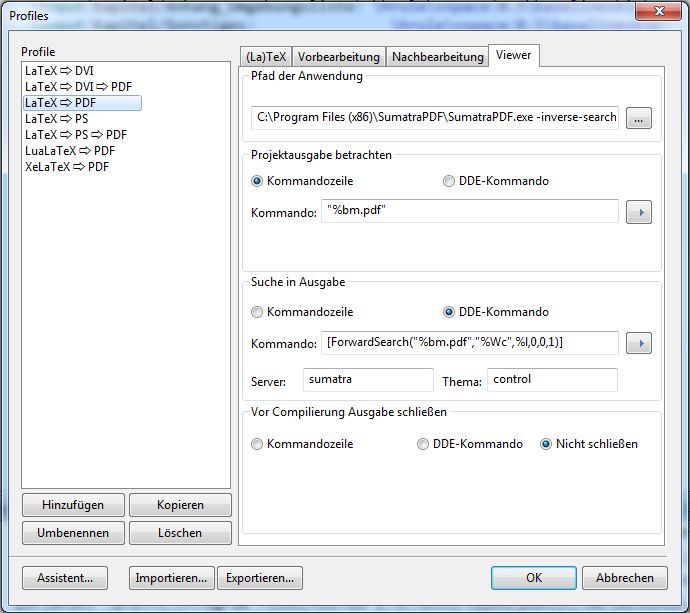 Profiles
Profile
LaTeX ⇨ DVI
LaTeX ⇨ DVI ⇨ PDF
LaTeX ⇨ PDF
LaTeX ⇨ PS
LaTeX ⇨ PS ⇨ PDF
LuaLaTeX ⇨ PDF
XeLaTeX ⇨ PDF
Hinzufügen Kopieren
Umbenennen Löschen
(La)TeX Vorbearbeitung Nachbearbeitung Viewer
Pfad der Anwendung
C:\Program Files (x86)\SumatraPDF\SumatraPDF.exe -inverse-search ...
Projektausgabe betrachten
Kommandozeile DDE-Kommando
Kommando: "%bm.pdf"
Suche in Ausgabe
Kommandozeile DDE-Kommando
Kommando: [ForwardSearch("%bm.pdf","%Wc",%l,0,0,1)]
Server: sumatra Thema: control
Vor Compilierung Ausgabe schließen
Kommandozeile DDE-Kommando Nicht schließen
Assistent... Importieren... Exportieren... OK Abbrechen